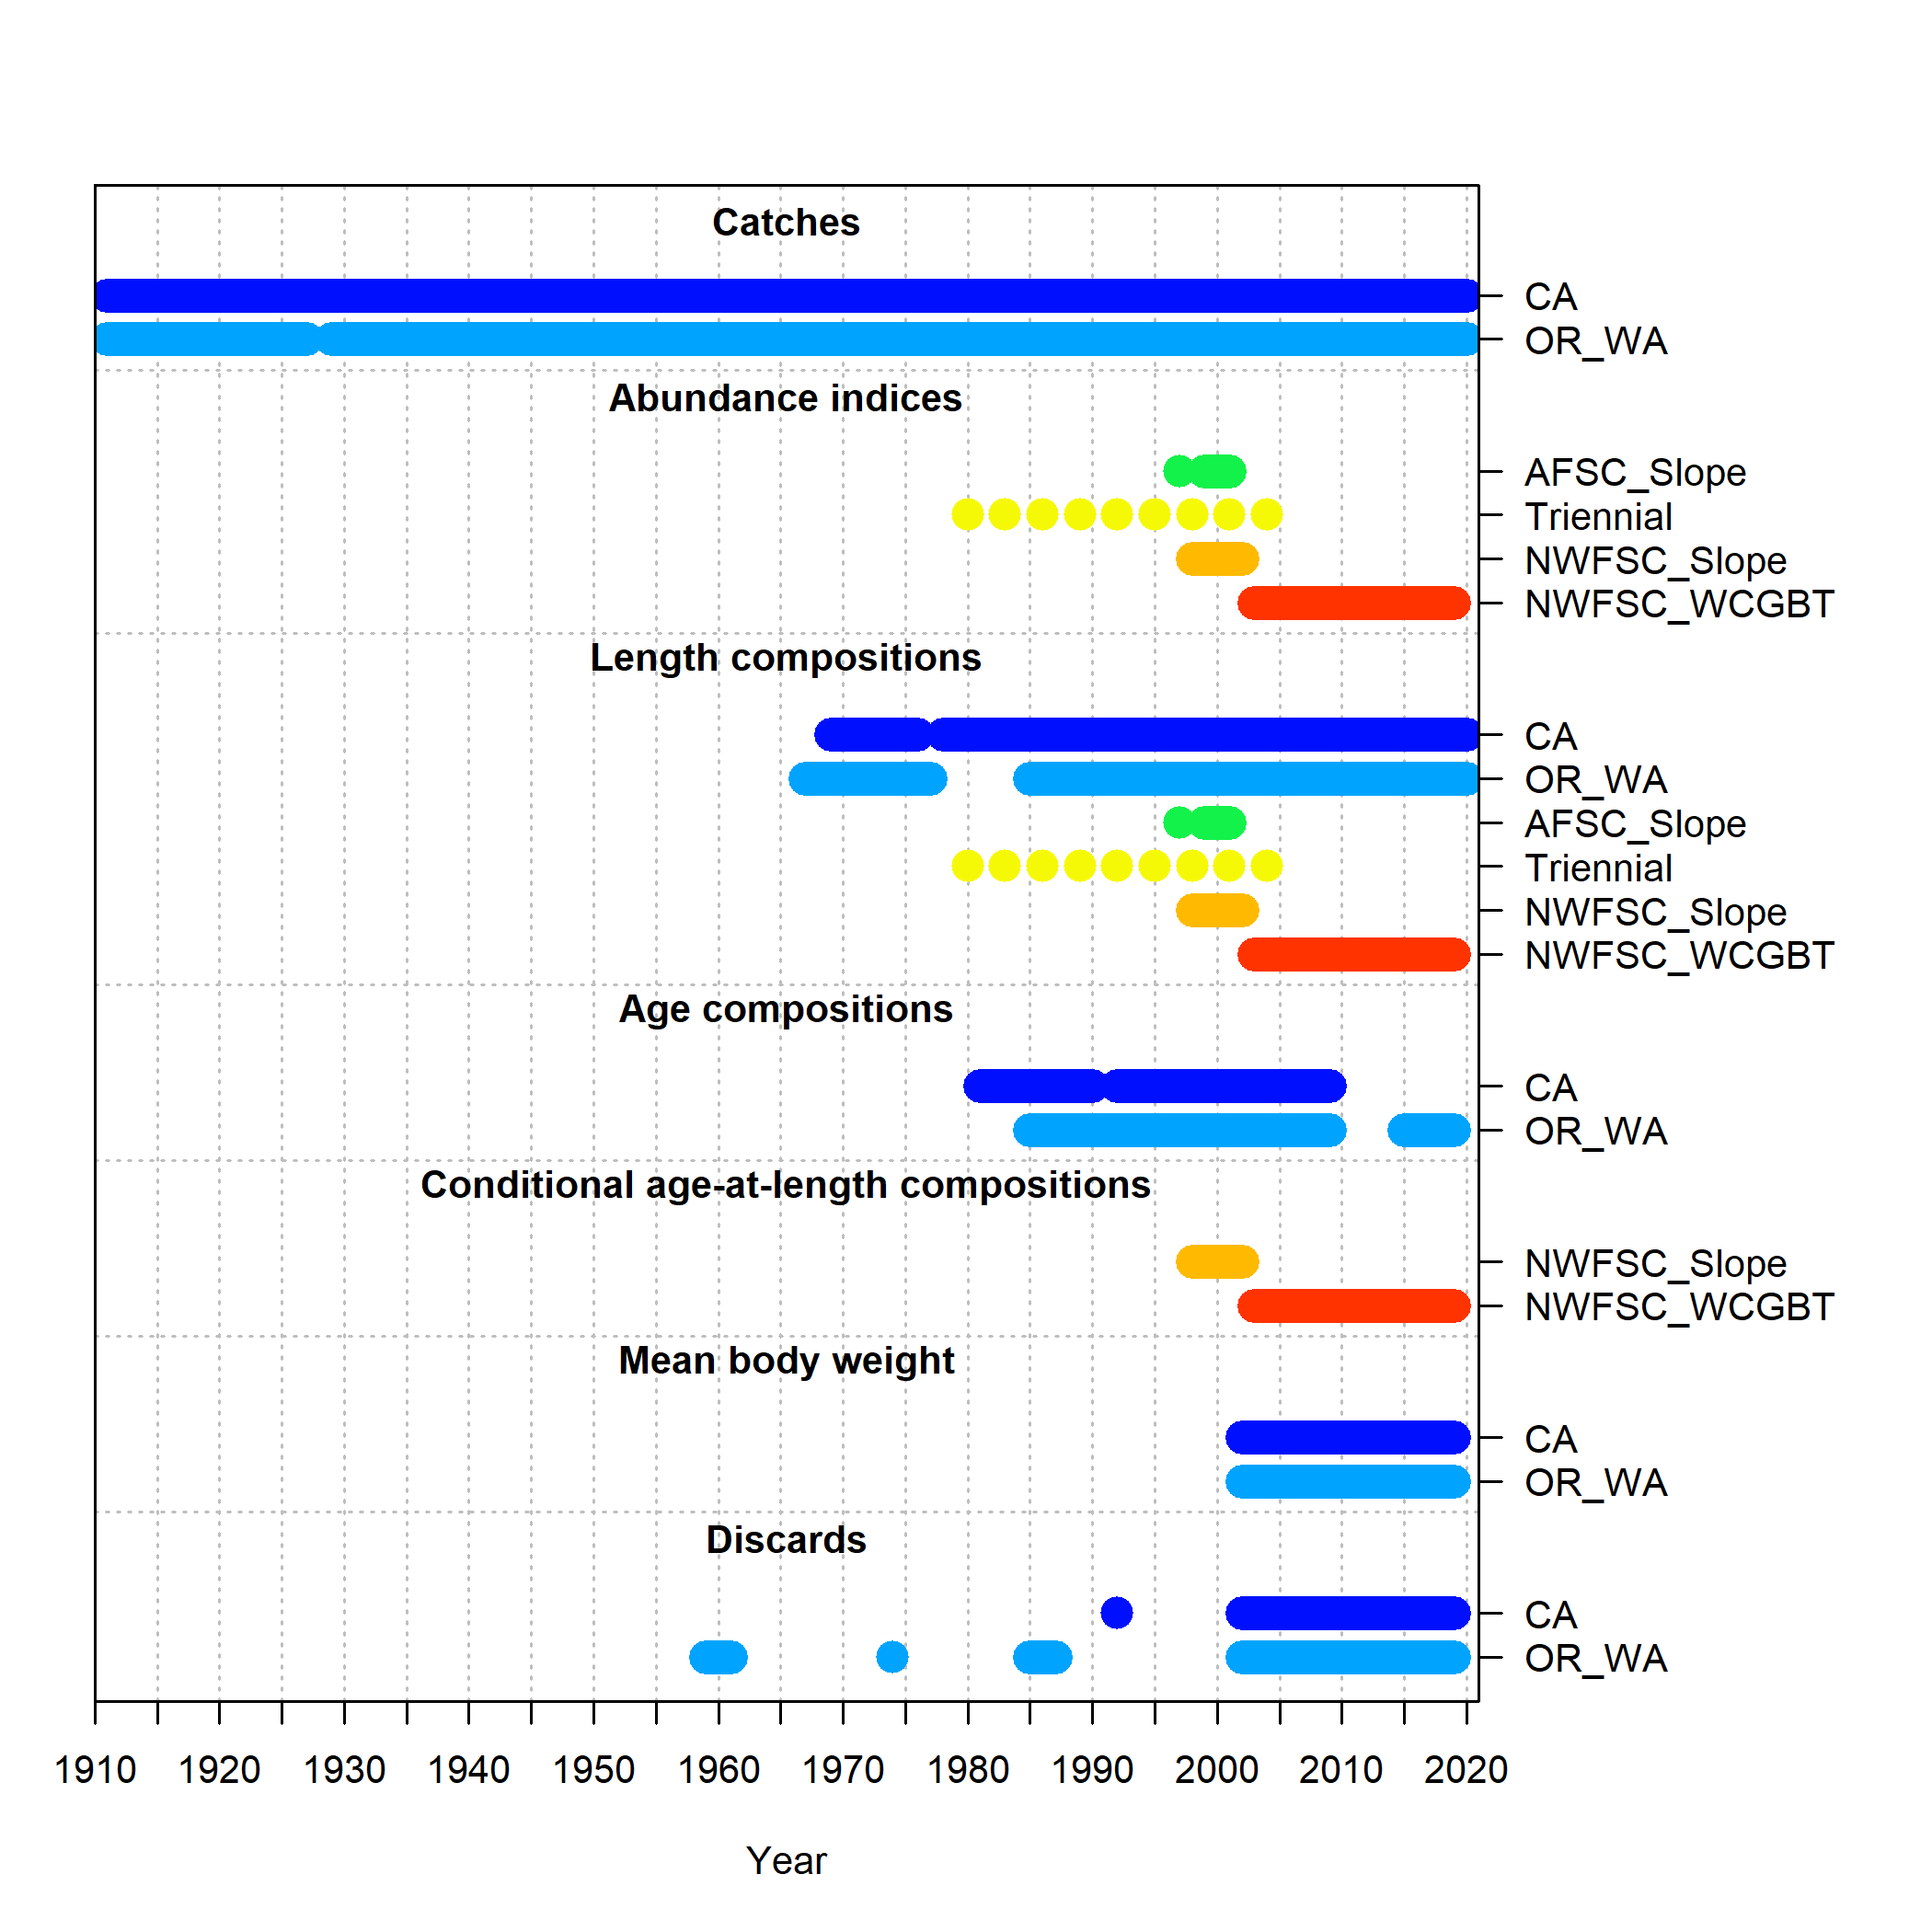 Catches
CA
OR_WA
Abundance indices
AFSC_Slope
Triennial
NWFSC_Slope
NWFSC_WCGBT
Length compositions
CA
OR_WA
AFSC_Slope
Triennial
NWFSC_Slope
NWFSC_WCGBT
Age compositions
CA
OR_WA
Conditional age-at-length compositions
NWFSC_Slope
NWFSC_WCGBT
Mean body weight
CA
OR_WA
Discards
CA
OR_WA
1910 1920 1930 1940 1950 1960 1970 1980 1990 2000 2010 2020
Year